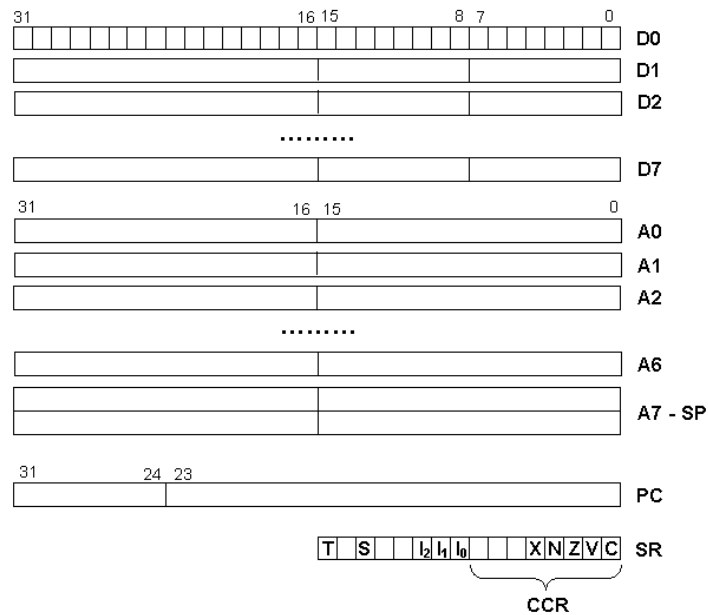 31 16 15 8 7 0
D0
D1
D2
.........
D7
31 16 15 0
A0
A1
A2
.........
A6
A7 - SP
31 24 23
PC
T S I2 I1 I0 X N Z V C SR
CCR